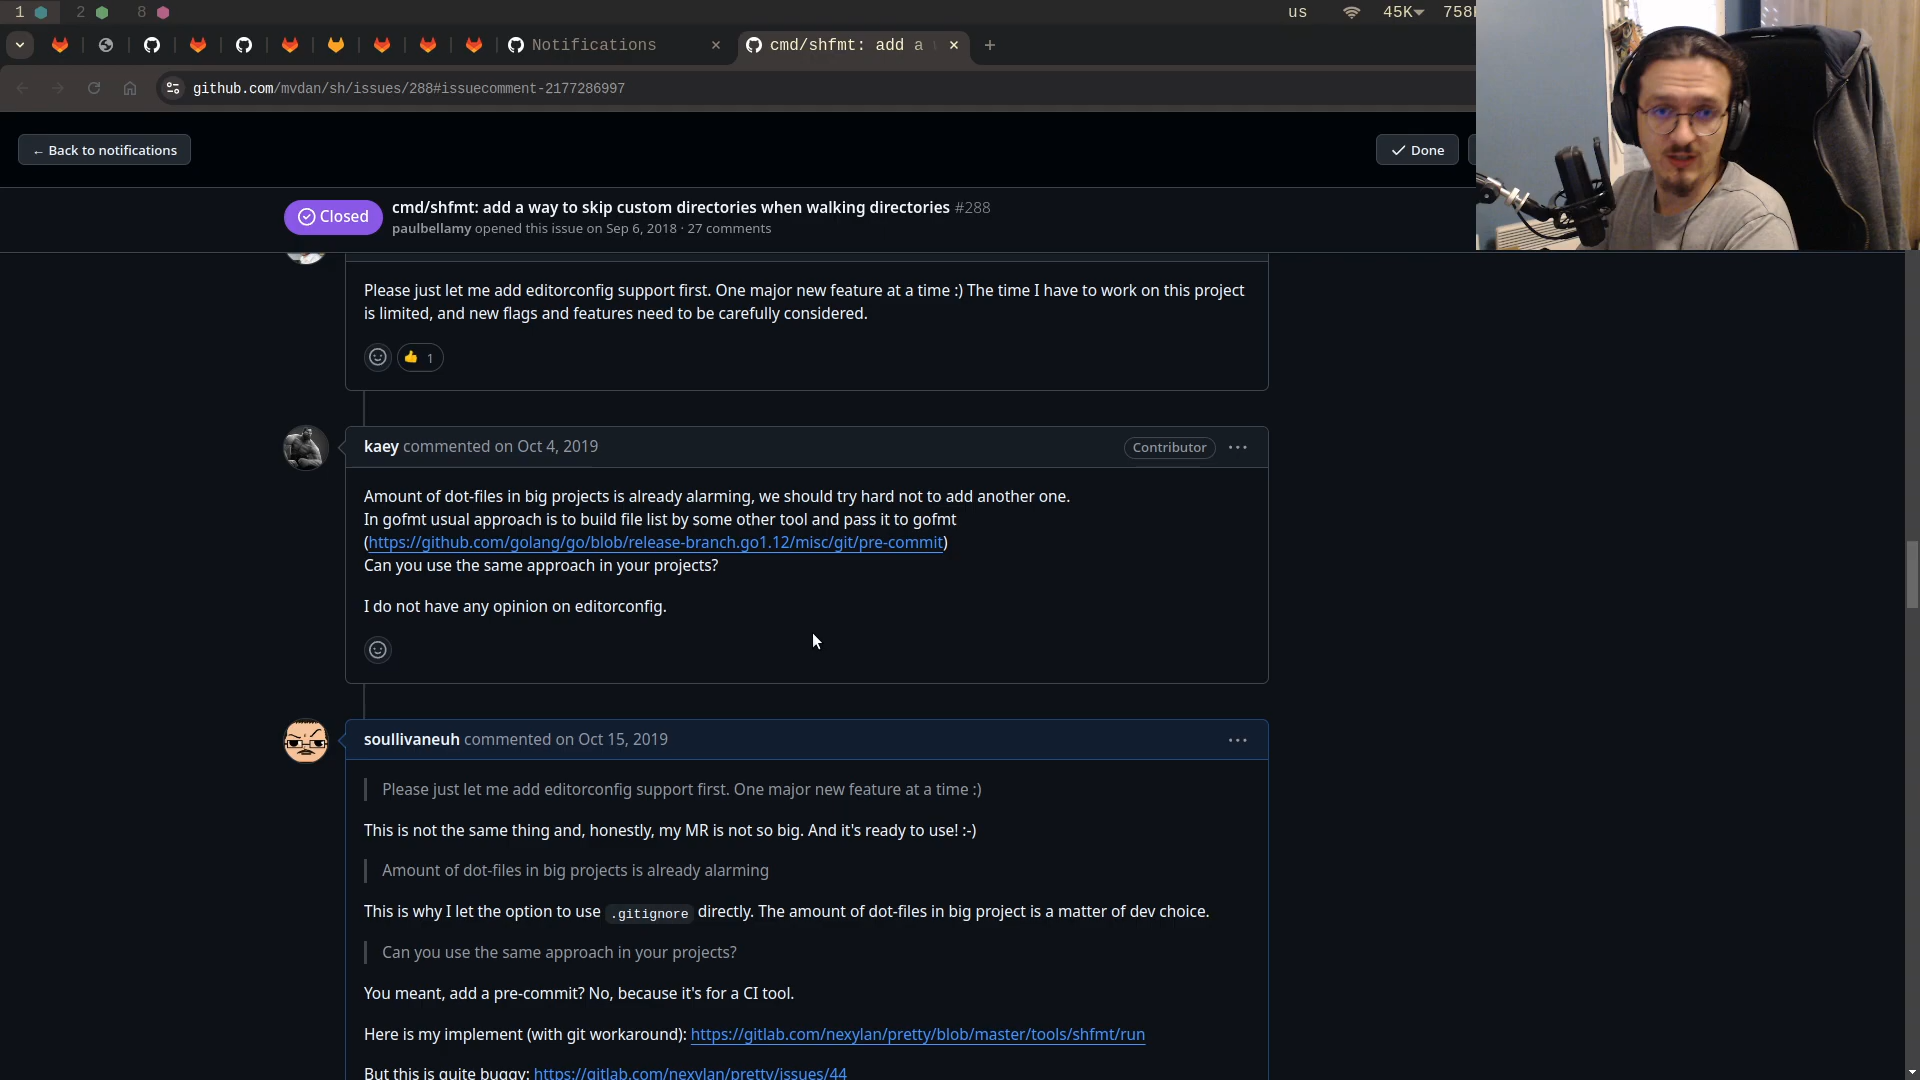 1 2 8 us 45K 758K
Notifications cmd/shfmt: add a
github.com/mvdan/sh/issues/288#issuecomment-2177286997
← Back to notifications Done
Closed cmd/shfmt: add a way to skip custom directories when walking directories #288
paulbellamy opened this issue on Sep 6, 2018 · 27 comments
Please just let me add editorconfig support first. One major new feature at a time :) The time I have to work on this project
is limited, and new flags and features need to be carefully considered.
👍 1
kaey commented on Oct 4, 2019 Contributor ···
Amount of dot-files in big projects is already alarming, we should try hard not to add another one.
In gofmt usual approach is to build file list by some other tool and pass it to gofmt
(https://github.com/golang/go/blob/release-branch.go1.12/misc/git/pre-commit)
Can you use the same approach in your projects?
I do not have any opinion on editorconfig.
soullivaneuh commented on Oct 15, 2019 ···
Please just let me add editorconfig support first. One major new feature at a time :)
This is not the same thing and, honestly, my MR is not so big. And it's ready to use! :-)
Amount of dot-files in big projects is already alarming
This is why I let the option to use .gitignore directly. The amount of dot-files in big project is a matter of dev choice.
Can you use the same approach in your projects?
You meant, add a pre-commit? No, because it's for a CI tool.
Here is my implement (with git workaround): https://gitlab.com/nexylan/pretty/blob/master/tools/shfmt/run
But this is quite buggy: https://gitlab.com/nexylan/pretty/issues/44